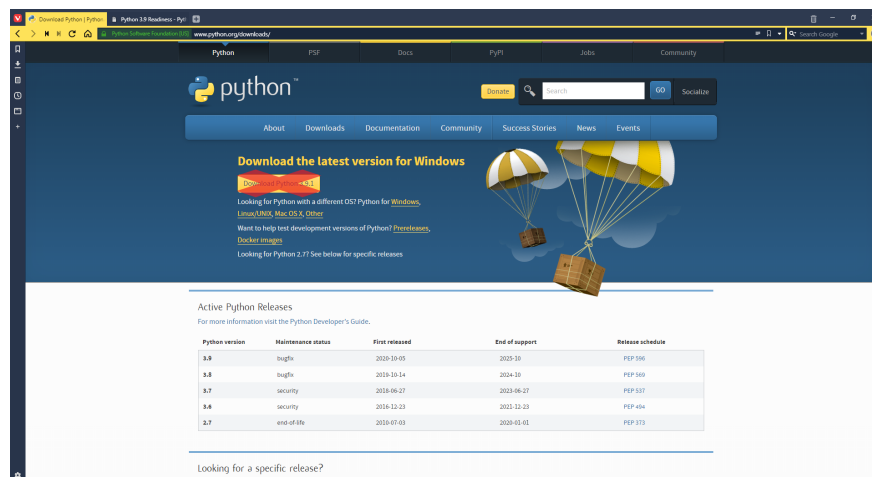 Download Python | Python
Python 3.9 Readiness - Pyt
Python Software Foundation [US]
www.python.org/downloads/
Search Google
Python PSF Docs PyPI Jobs Community
python™
Donate
Search
GO
Socialize
About Downloads Documentation Community Success Stories News Events
Download the latest version for Windows
Looking for Python with a different OS? Python for Windows,
Linux/UNIX, Mac OS X, Other
Want to help test development versions of Python? Prereleases,
Docker images
Looking for Python 2.7? See below for specific releases
Active Python Releases
For more information visit the Python Developer's Guide.
Python version Maintenance status First released End of support Release schedule
3.9 bugfix 2020-10-05 2025-10 PEP 596
3.8 bugfix 2019-10-14 2024-10 PEP 569
3.7 security 2018-06-27 2023-06-27 PEP 537
3.6 security 2016-12-23 2021-12-23 PEP 494
2.7 end-of-life 2010-07-03 2020-01-01 PEP 373
Looking for a specific release?